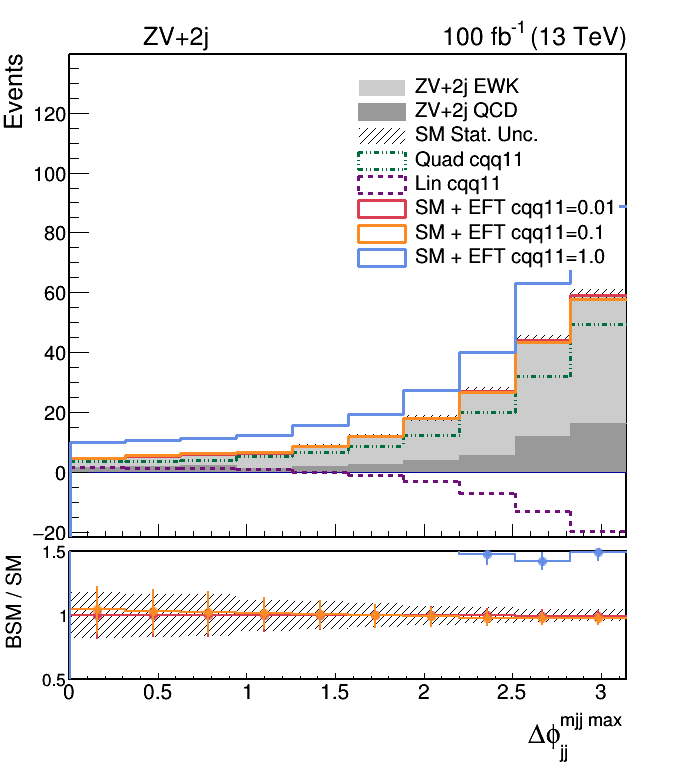 ZV+2j
100 fb⁻¹ (13 TeV)
Events
120
100
80
60
40
20
0
−20
ZV+2j EWK
ZV+2j QCD
SM Stat. Unc.
Quad cqq11
Lin cqq11
SM + EFT cqq11=0.01
SM + EFT cqq11=0.1
SM + EFT cqq11=1.0
BSM / SM
1.5
1
0.5
0 0.5 1 1.5 2 2.5 3
Δϕ_jj^mjj max